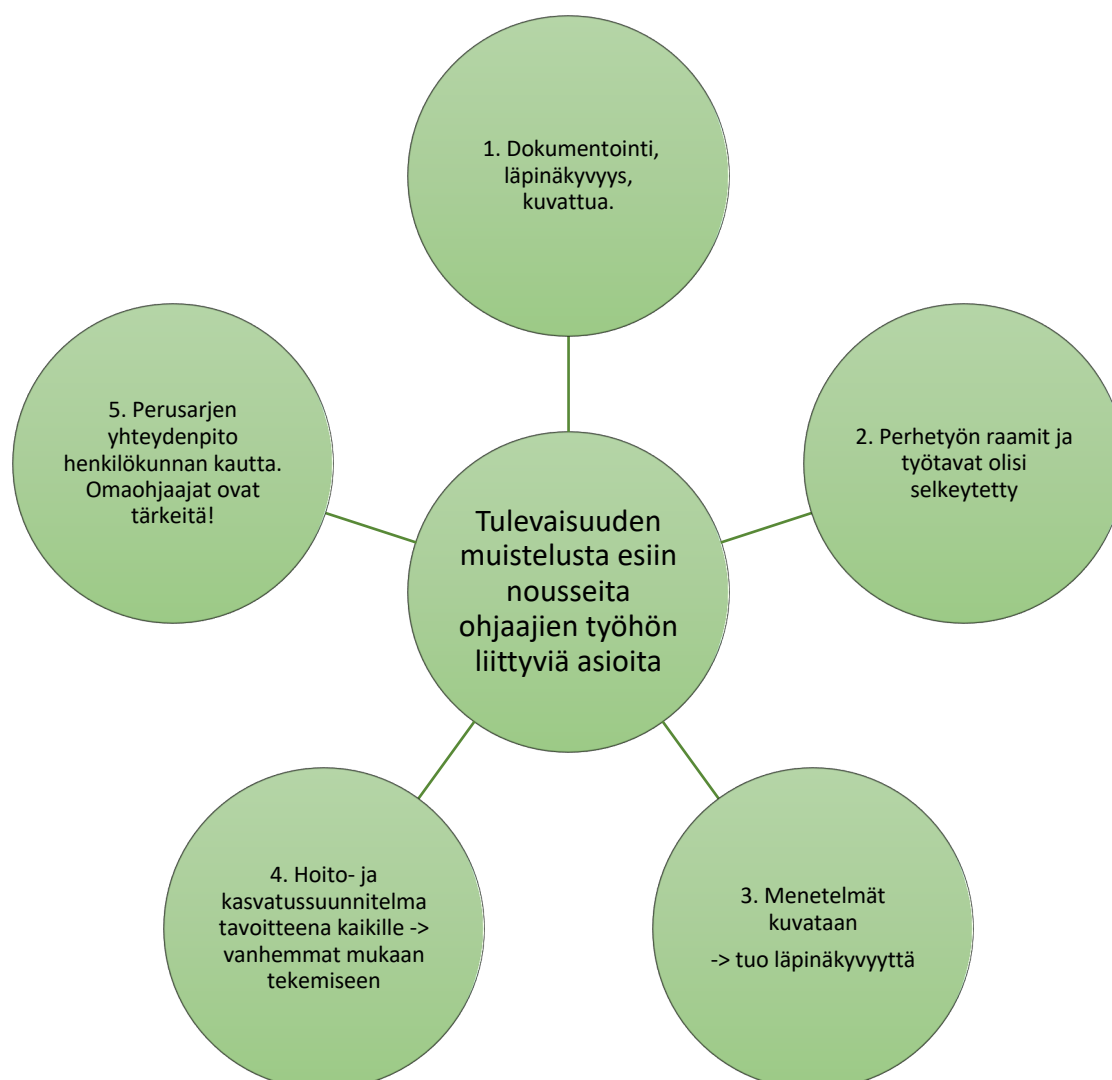 1. Dokumentointi,
läpinäkyvyys,
kuvattua.
2. Perhetyön raamit ja
työtavat olisi
selkeytetty
3. Menetelmät
kuvataan
-> tuo läpinäkyvyyttä
4. Hoito- ja
kasvatussuunnitelma
tavoitteena kaikille ->
vanhemmat mukaan
tekemiseen
5. Perusarjen
yhteydenpito
henkilökunnan kautta.
Omaohjaajat ovat
tärkeitä!
Tulevaisuuden
muistelusta esiin
nousseita
ohjaajien työhön
liittyviä asioita